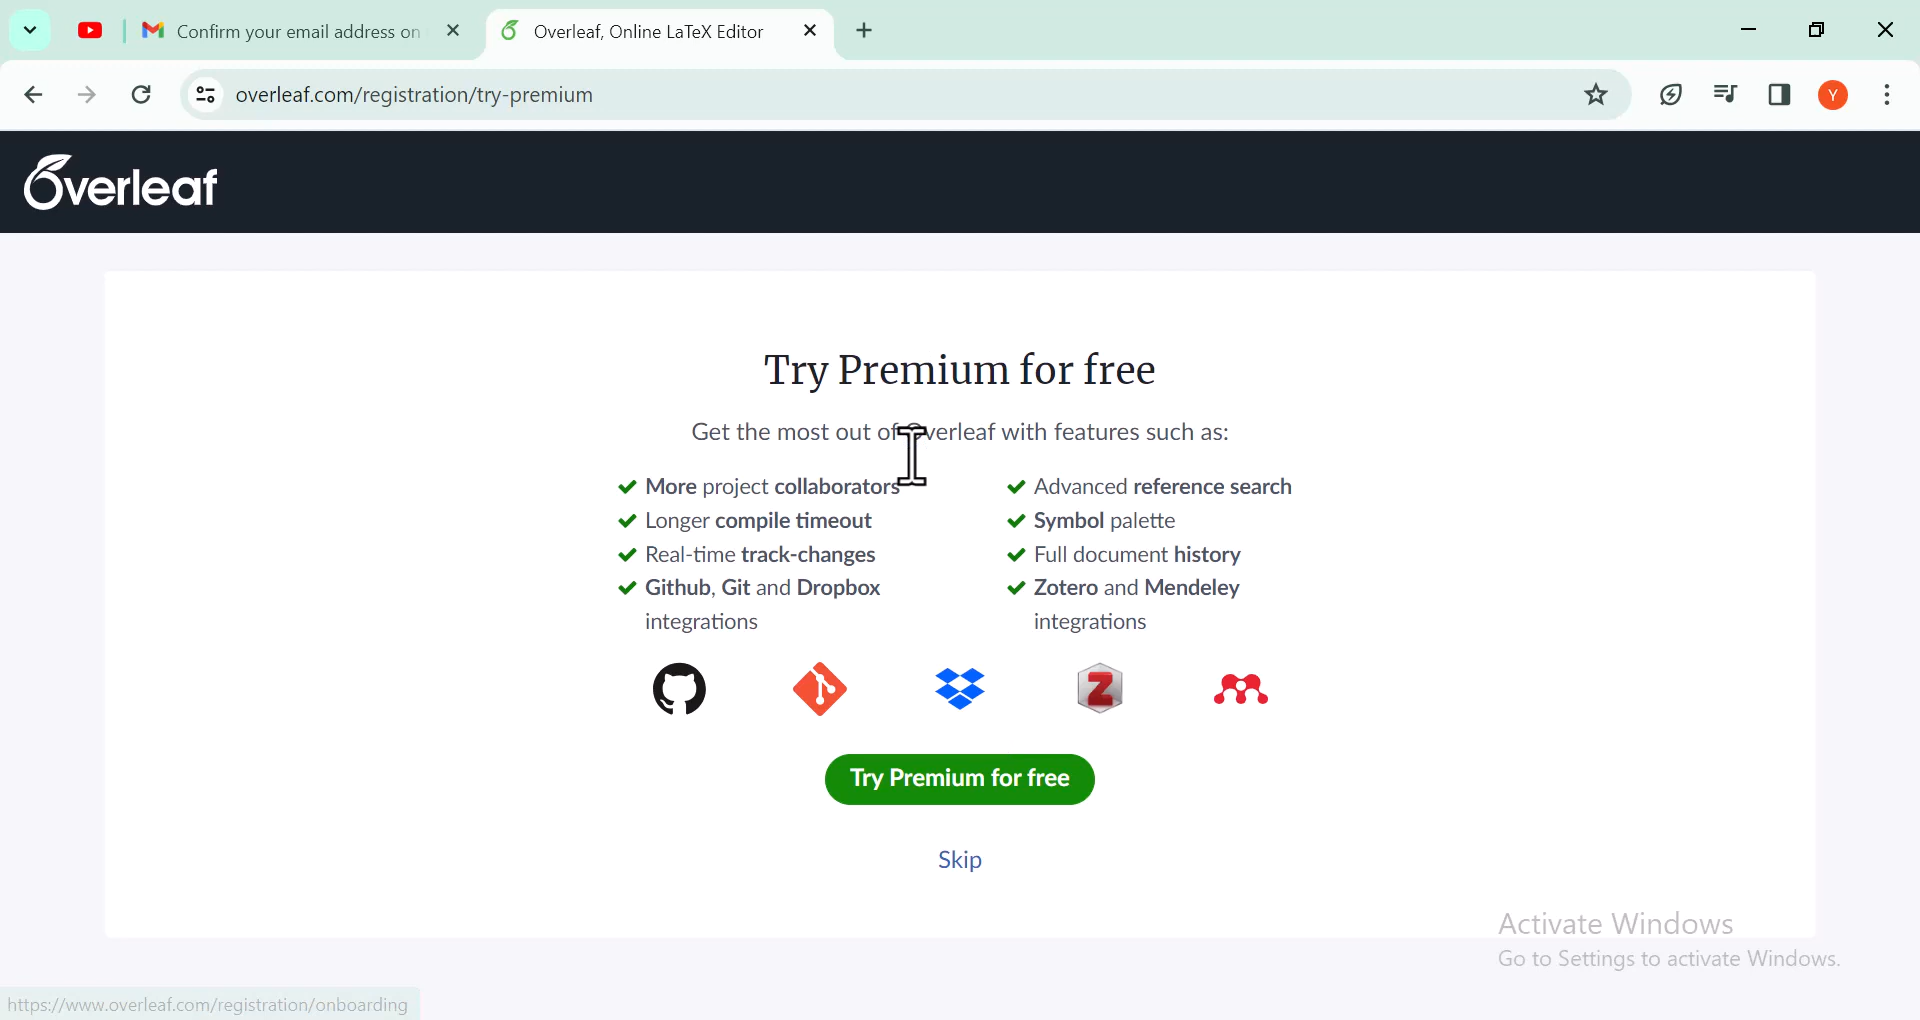 Confirm your email address on
Overleaf, Online LaTeX Editor
overleaf.com/registration/try-premium
Y
Overleaf
Try Premium for free
Get the most out of Overleaf with features such as:
More project collaborators
Longer compile timeout
Real-time track-changes
Github, Git and Dropbox
integrations
Advanced reference search
Symbol palette
Full document history
Zotero and Mendeley
integrations
Z
Try Premium for free
Skip
Activate Windows
Go to Settings to activate Windows.
https://www.overleaf.com/registration/onboarding